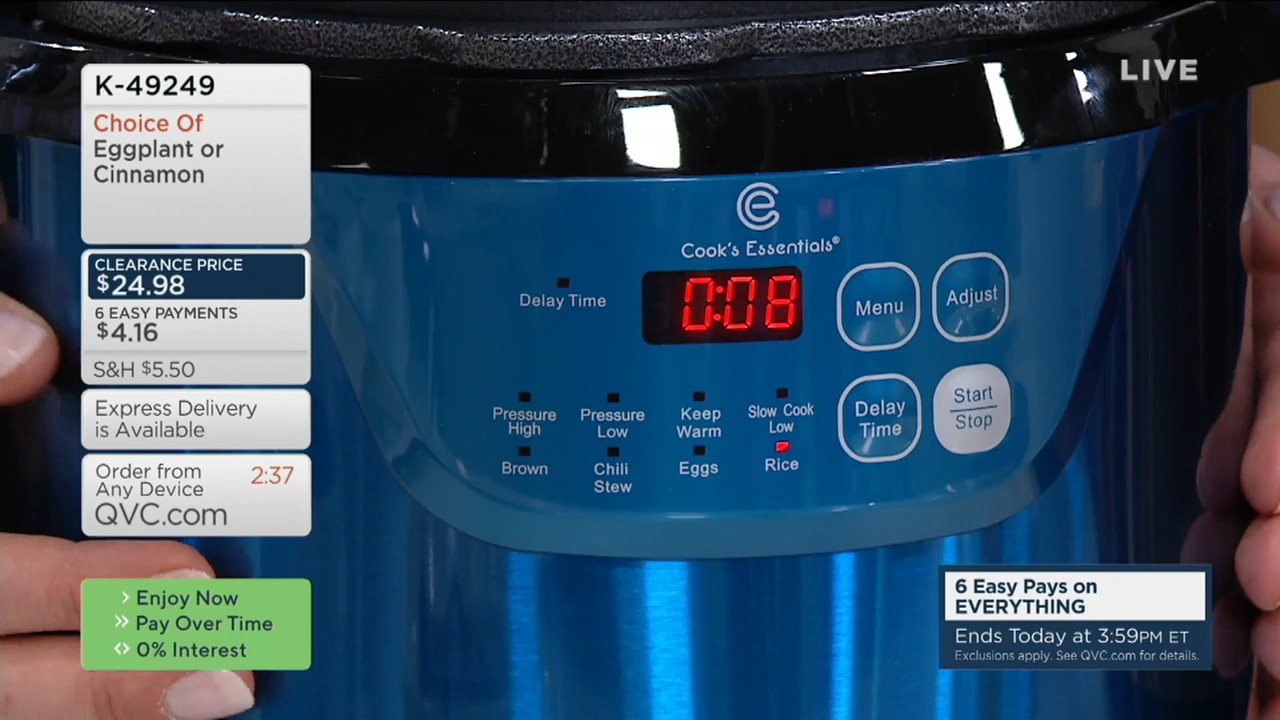 K-49249
Choice Of
Eggplant or
Cinnamon
CLEARANCE PRICE
$24.98
6 EASY PAYMENTS
$4.16
S&H $5.50
Express Delivery
is Available
Order from
Any Device
2:37
QVC.com
> Enjoy Now
>> Pay Over Time
<> 0% Interest
LIVE
e
Cook's Essentials®
Delay Time
0:08
Menu
Adjust
Pressure
High
Pressure
Low
Keep
Warm
Slow Cook
Low
Delay
Time
Start
Stop
Brown
Chili
Stew
Eggs
Rice
6 Easy Pays on
EVERYTHING
Ends Today at 3:59PM ET
Exclusions apply. See QVC.com for details.